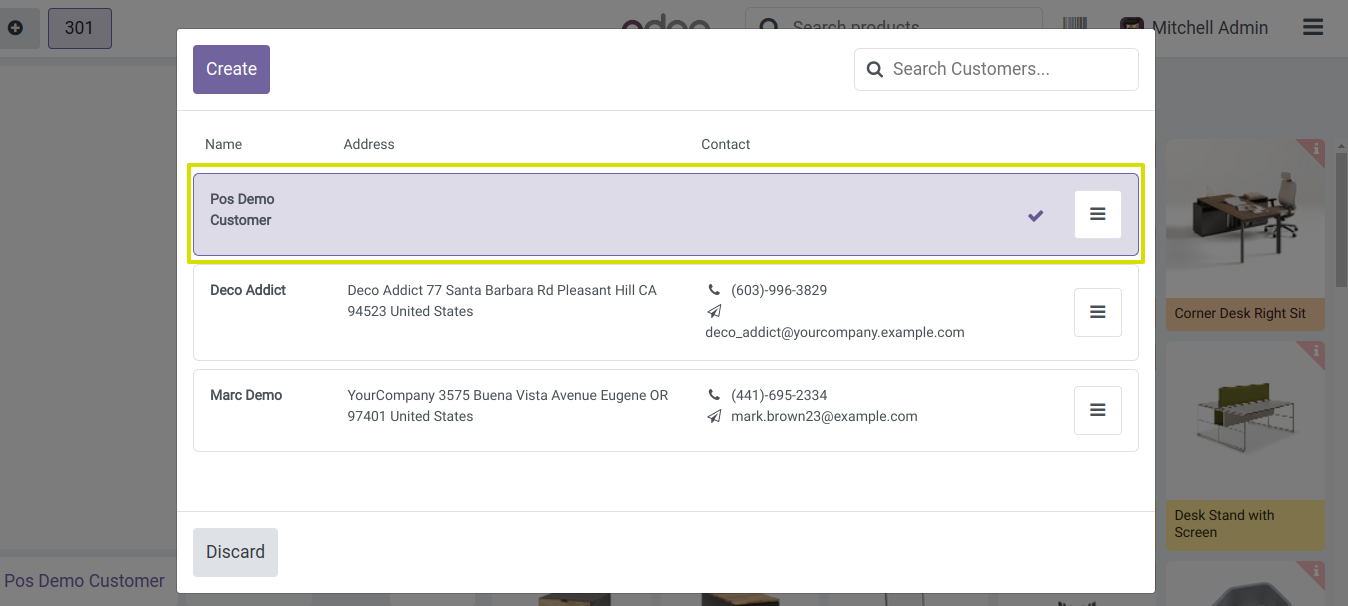 301
odoo
Search products
Mitchell Admin
Create
Search Customers...
Name Address Contact
Pos Demo
Customer
Deco Addict
Deco Addict 77 Santa Barbara Rd Pleasant Hill CA
94523 United States
(603)-996-3829
deco_addict@yourcompany.example.com
Marc Demo
YourCompany 3575 Buena Vista Avenue Eugene OR
97401 United States
(441)-695-2334
mark.brown23@example.com
Corner Desk Right Sit
Desk Stand with
Screen
Discard
Pos Demo Customer